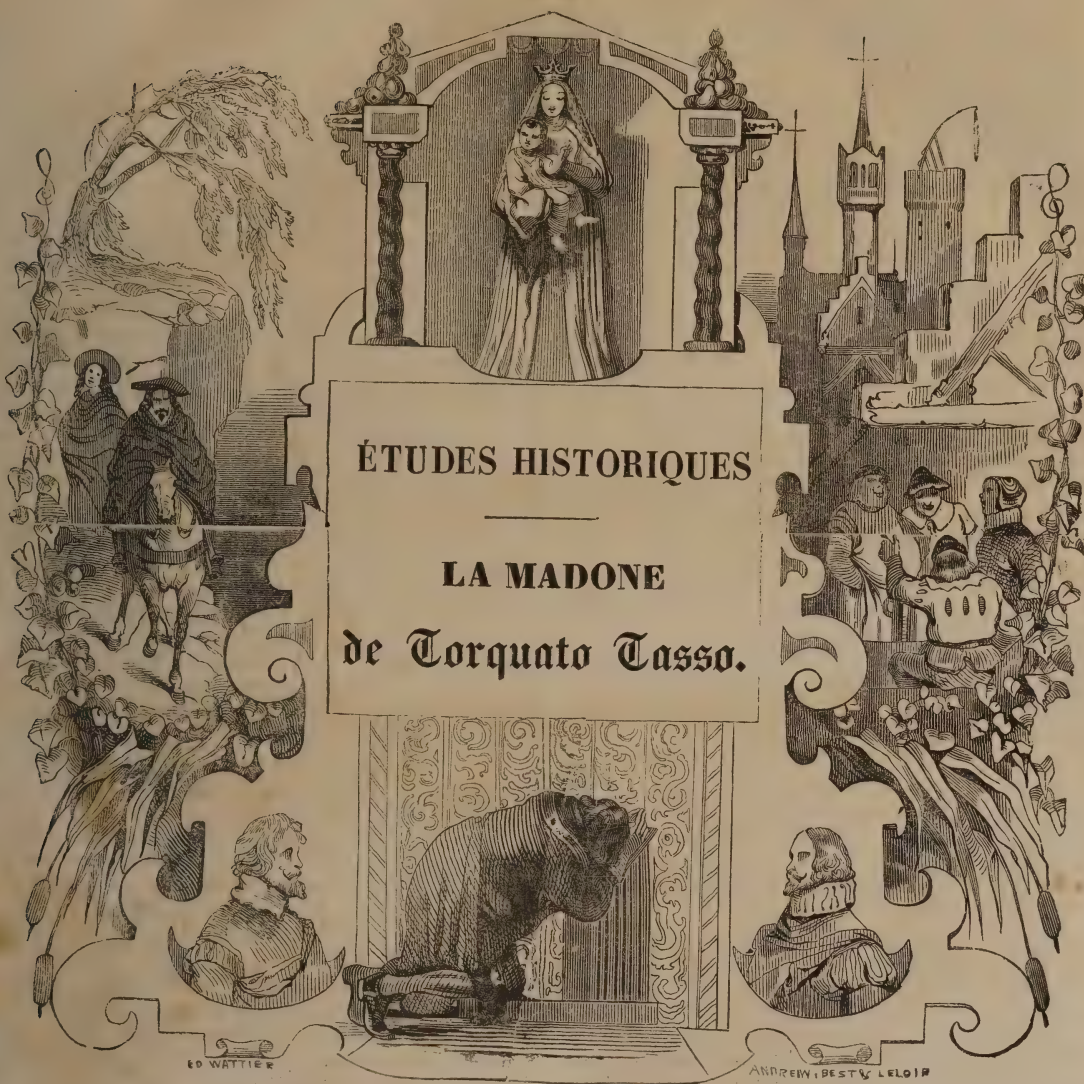 ÉTUDES HISTORIQUES
LA MADONE
de Torquato Tasso.
ED WATTIER
ANDREW, BEST & LELOIR